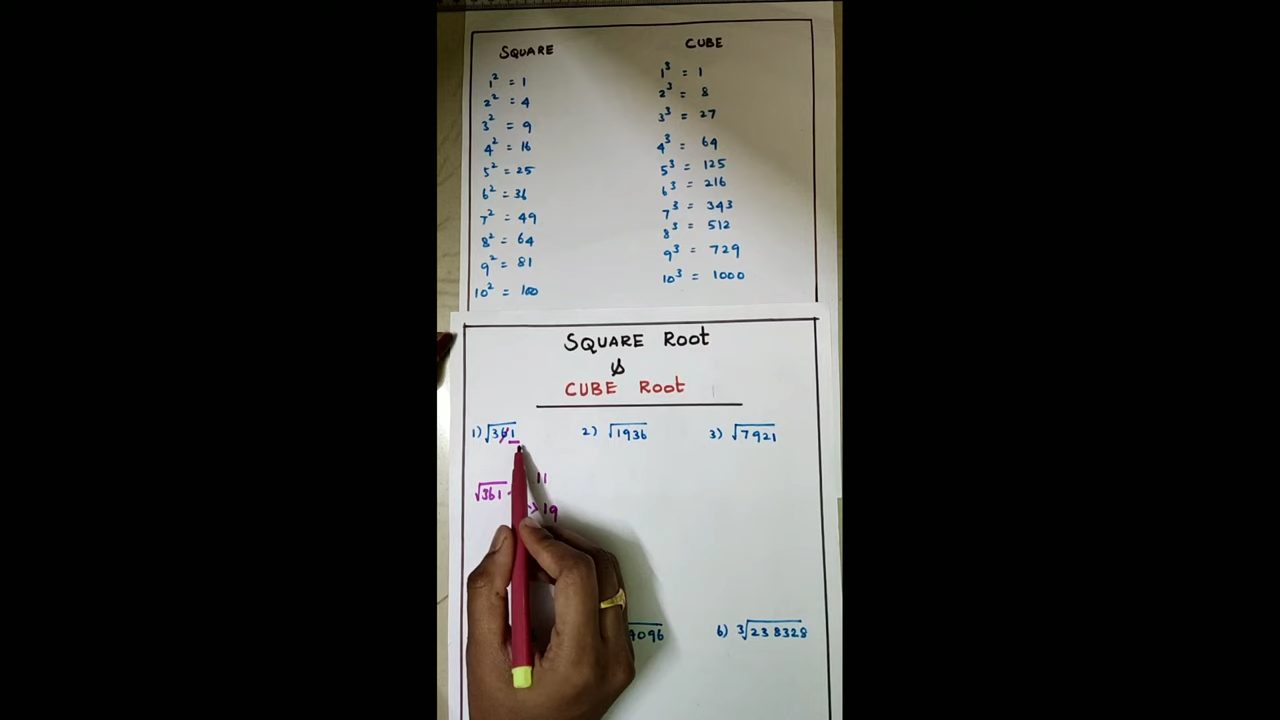 SQUARE
1² = 1
2² = 4
3² = 9
4² = 16
5² = 25
6² = 36
7² = 49
8² = 64
9² = 81
10² = 100
CUBE
1³ = 1
2³ = 8
3³ = 27
4³ = 64
5³ = 125
6³ = 216
7³ = 343
8³ = 512
9³ = 729
10³ = 1000
SQUARE Root
&
CUBE Root
1) √361
2) √1936
3) √7921
√361
11
19
6) ³√238328